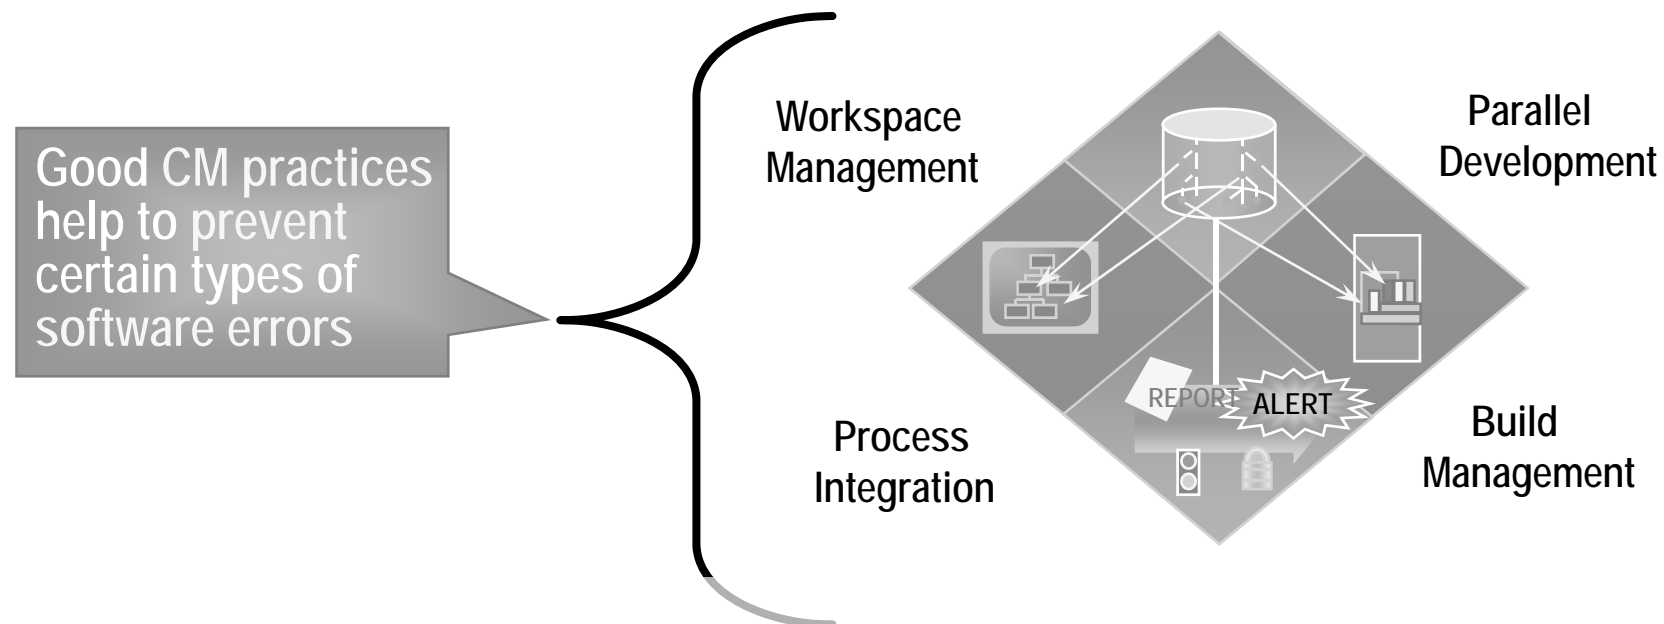 Good CM practices
help to prevent
certain types of
software errors
Workspace
Management
Parallel
Development
Process
Integration
REPORT
ALERT
Build
Management